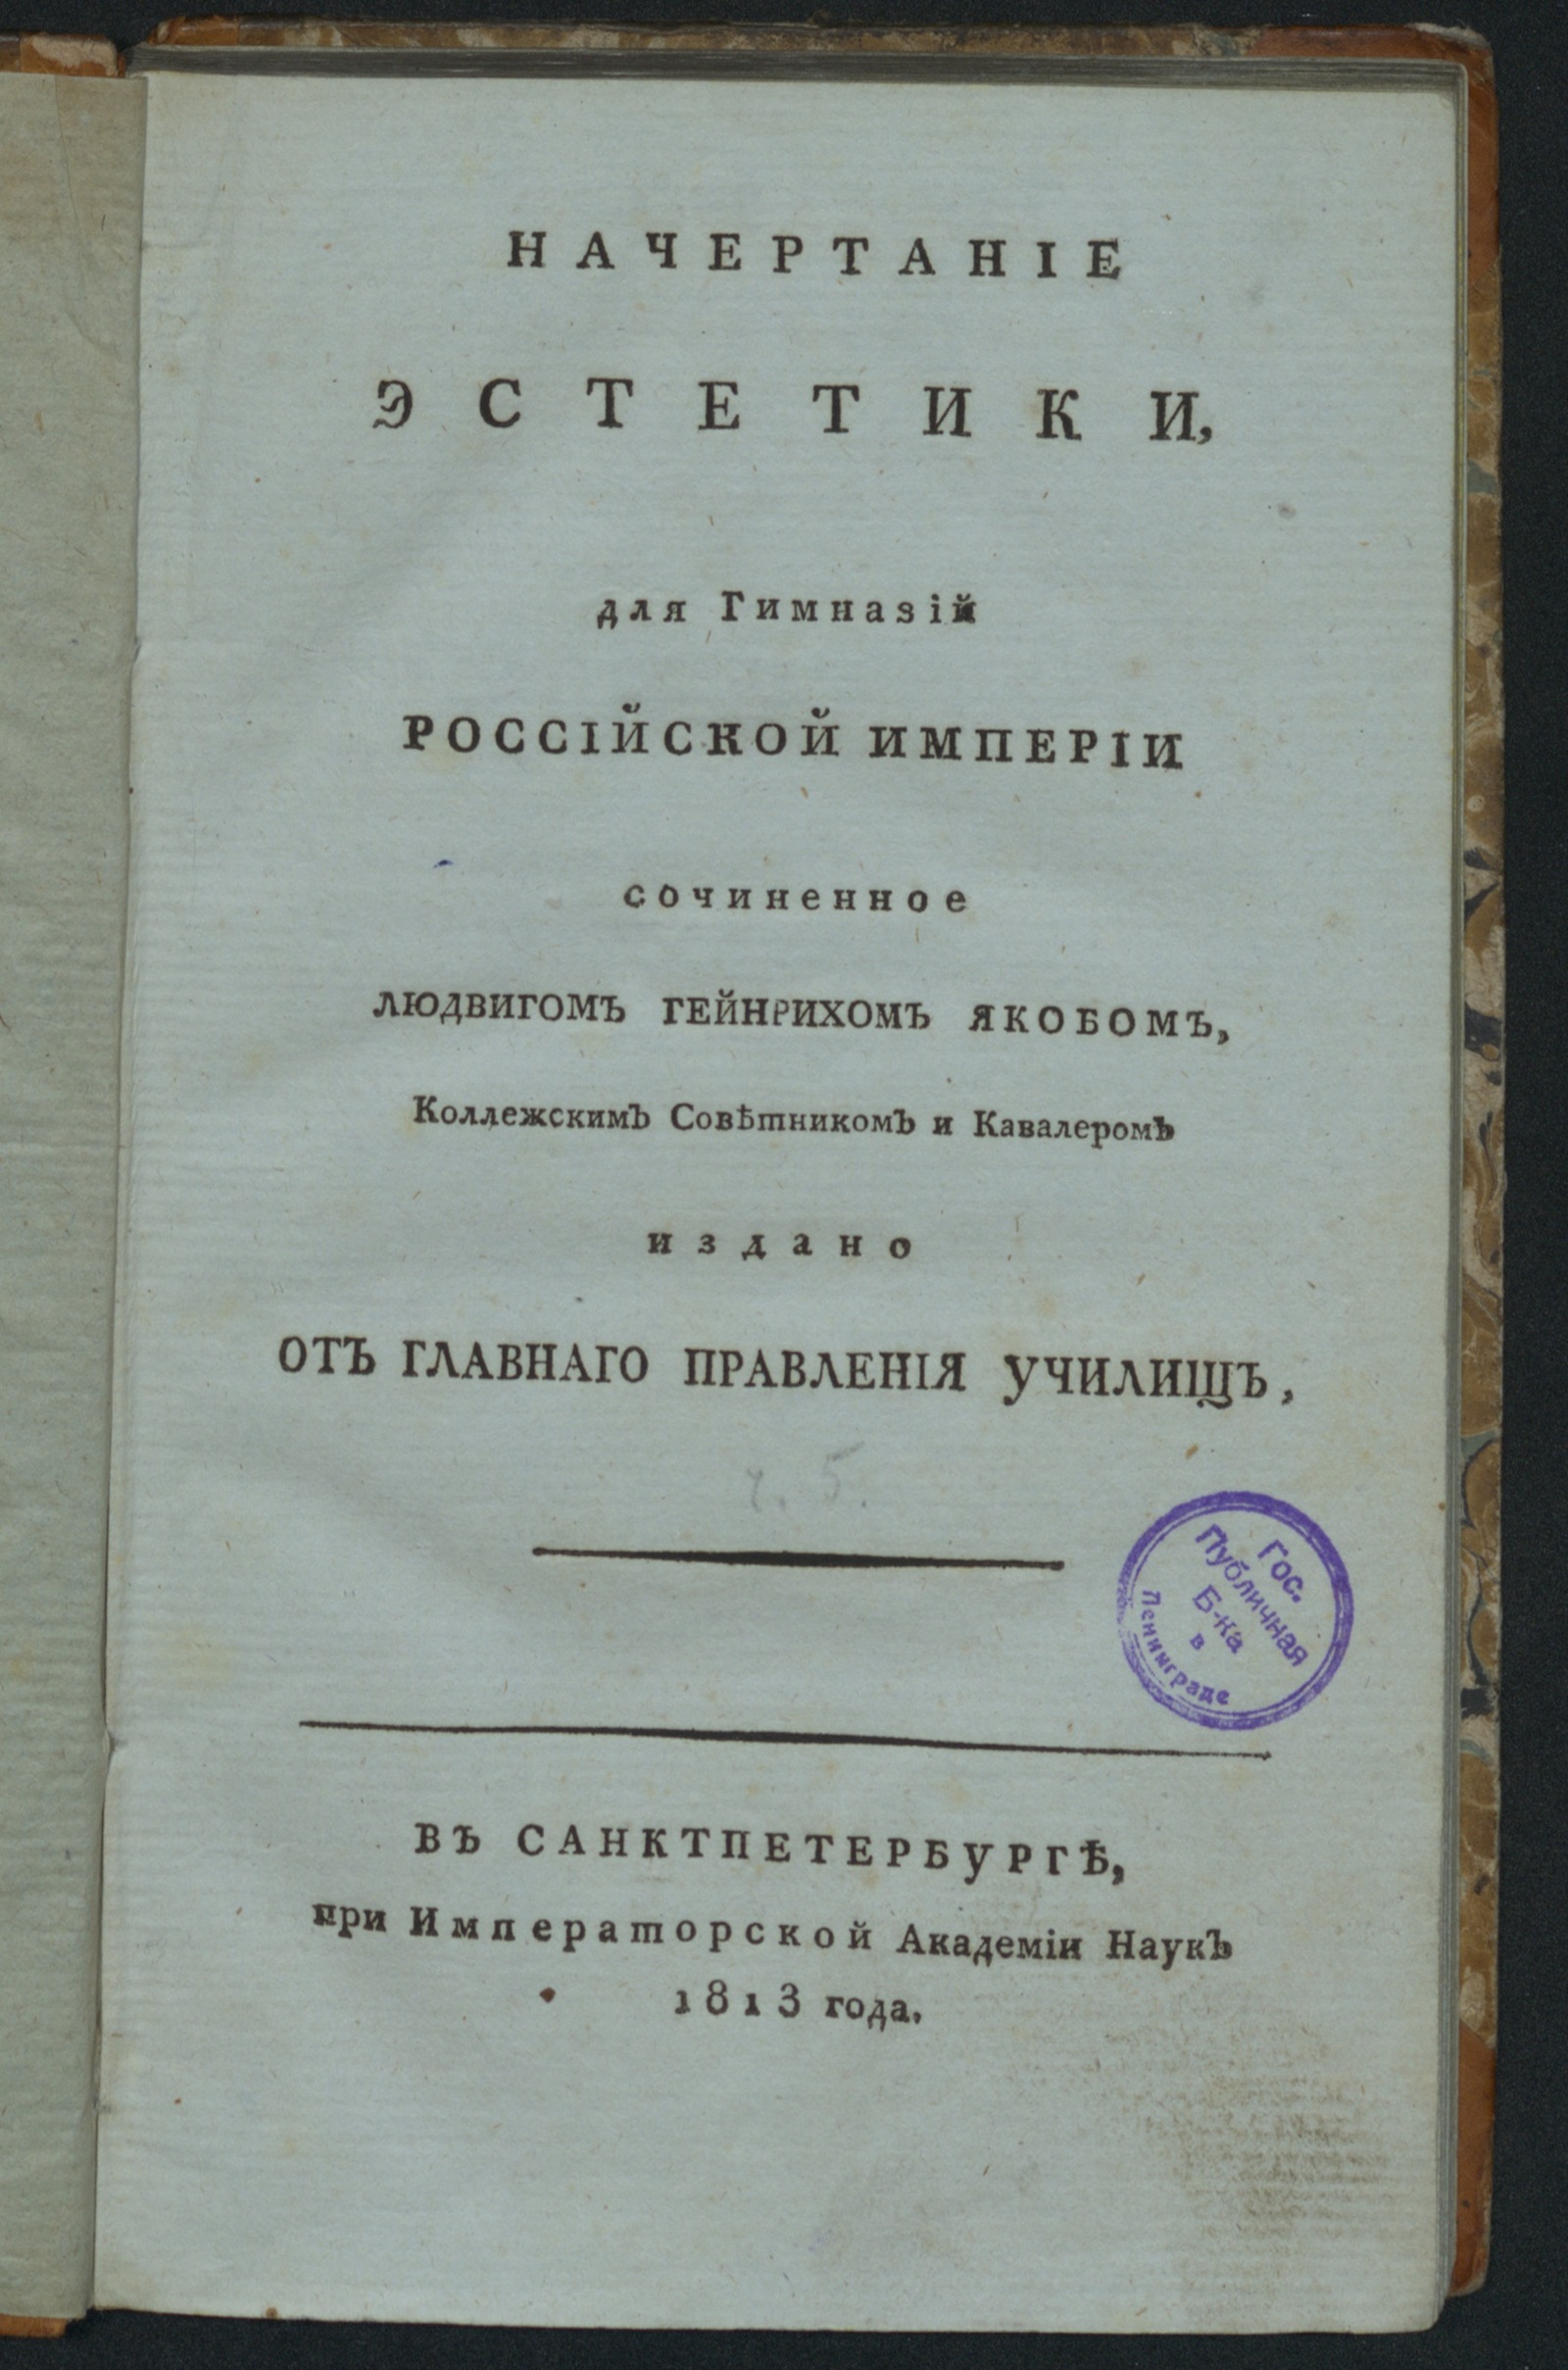 НАЧЕРТАНІЕ
ЭСТЕТИКИ,
для Гимназій
РОССІЙСКОЙ ИМПЕРІИ
сочиненное
ЛЮДВИГОМЪ ГЕЙНРИХОМЪ ЯКОБОМЪ,
Коллежскимъ Совѣтникомъ и Кавалеромъ
издано
ОТЪ ГЛАВНАГО ПРАВЛЕНІЯ УЧИЛИЩЪ,
ч. 5.
Гос.
Публичная
Б-ка
в
Ленинграде
ВЪ САНКТПЕТЕРБУРГѢ,
при Императорской Академіи Наукъ
1813 года.